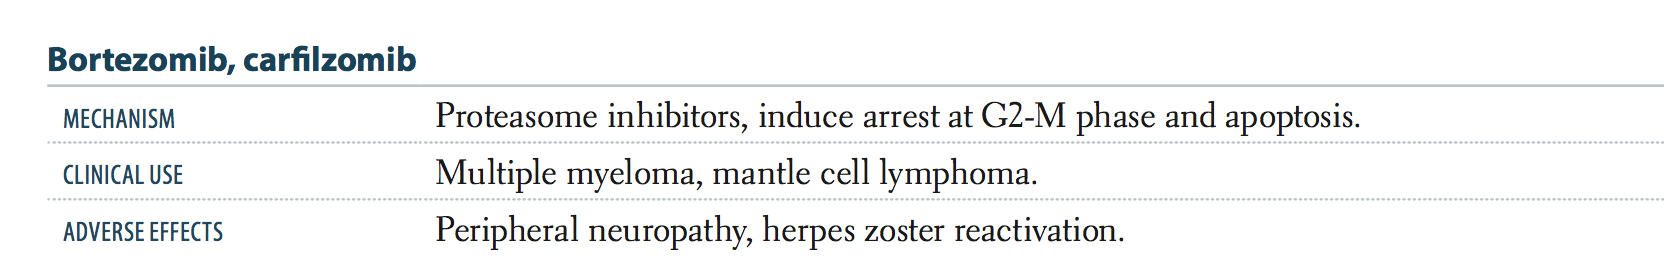 Bortezomib, carfilzomib
MECHANISM Proteasome inhibitors, induce arrest at G2-M phase and apoptosis.
CLINICAL USE Multiple myeloma, mantle cell lymphoma.
ADVERSE EFFECTS Peripheral neuropathy, herpes zoster reactivation.